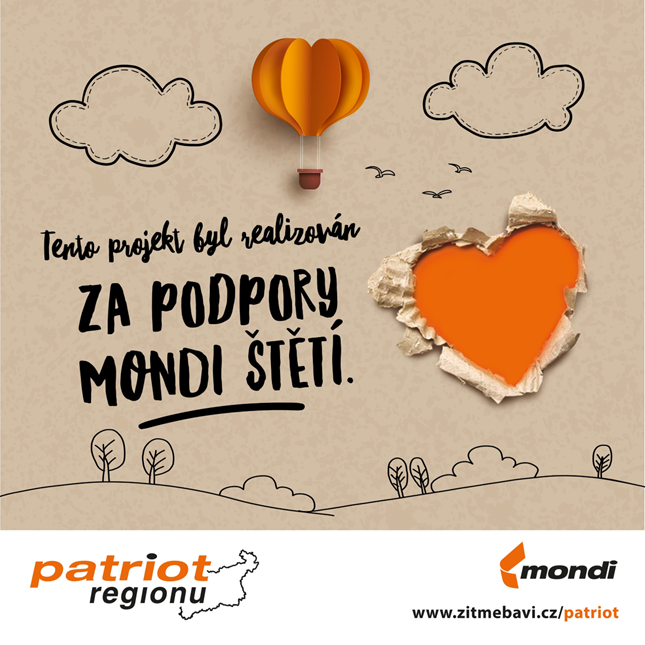 Tento projekt byl realizován
ZA PODPORY
MONDI ŠTĚTÍ.
patriot
regionu
mondi
www.zitmebavi.cz/patriot